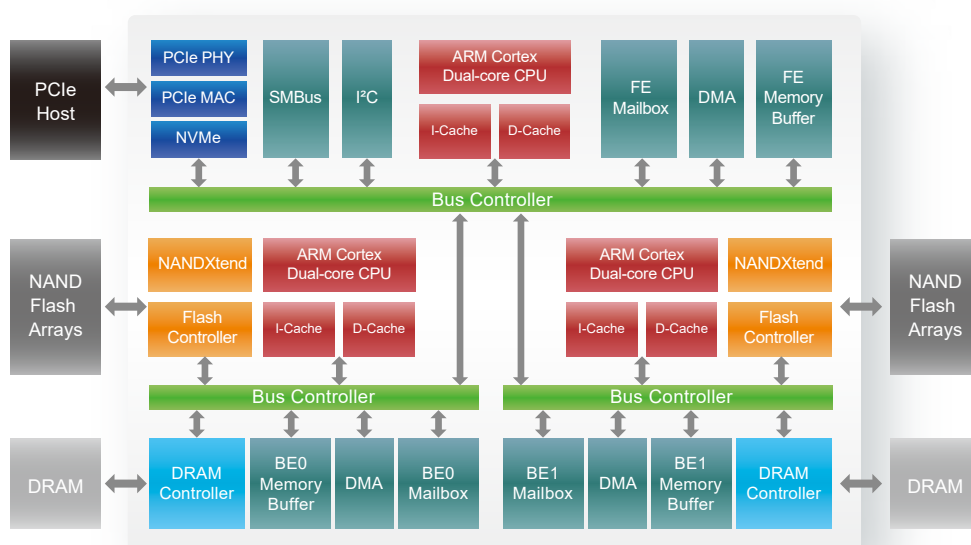 PCIe
Host
PCIe PHY
PCIe MAC
NVMe
SMBus
I²C
ARM Cortex
Dual-core CPU
I-Cache
D-Cache
FE
Mailbox
DMA
FE
Memory
Buffer
Bus Controller
NAND
Flash
Arrays
NANDXtend
Flash
Controller
ARM Cortex
Dual-core CPU
I-Cache
D-Cache
ARM Cortex
Dual-core CPU
I-Cache
D-Cache
NANDXtend
Flash
Controller
NAND
Flash
Arrays
Bus Controller
Bus Controller
DRAM
DRAM
Controller
BE0
Memory
Buffer
DMA
BE0
Mailbox
BE1
Mailbox
DMA
BE1
Memory
Buffer
DRAM
Controller
DRAM